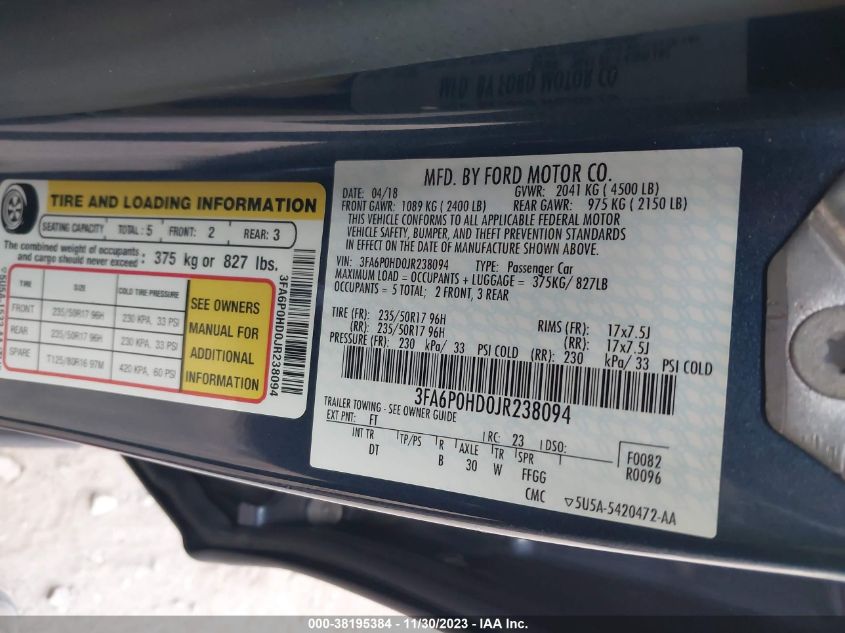 TIRE AND LOADING INFORMATION
SEATING CAPACITY TOTAL : 5 FRONT: 2 REAR: 3
The combined weight of occupants and cargo should never exceed : 375 kg or 827 lbs.
TIRE SIZE COLD TIRE PRESSURE
FRONT 235/50R17 96H 230 KPA, 33 PSI
REAR 235/50R17 96H 230 KPA, 33 PSI
SPARE T125/80R16 97M 420 KPA, 60 PSI
SEE OWNERS
MANUAL FOR
ADDITIONAL
INFORMATION
3FA6P0HD0JR238094
MFD. BY FORD MOTOR CO.
DATE: 04/18 GVWR: 2041 KG ( 4500 LB)
FRONT GAWR: 1089 KG ( 2400 LB) REAR GAWR: 975 KG ( 2150 LB)
THIS VEHICLE CONFORMS TO ALL APPLICABLE FEDERAL MOTOR
VEHICLE SAFETY, BUMPER, AND THEFT PREVENTION STANDARDS
IN EFFECT ON THE DATE OF MANUFACTURE SHOWN ABOVE.
VIN: 3FA6P0HD0JR238094 TYPE: Passenger Car
MAXIMUM LOAD = OCCUPANTS + LUGGAGE = 375KG/ 827LB
OCCUPANTS = 5 TOTAL; 2 FRONT, 3 REAR
TIRE (FR): 235/50R17 96H RIMS (FR): 17x7.5J
(RR): 235/50R17 96H (RR): 17x7.5J
PRESSURE (FR): 230 kPa/ 33 PSI COLD (RR): 230 kPa/ 33 PSI COLD
3FA6P0HD0JR238094
TRAILER TOWING - SEE OWNER GUIDE
EXT PNT: FT RC: 23 DSO:
INT TR TP/PS R AXLE TR SPR F0082
DT B 30 W FFGG R0096
CMC ▽5U5A-5420472-AA
000-38195384 - 11/30/2023 - IAA Holdings, LLC.